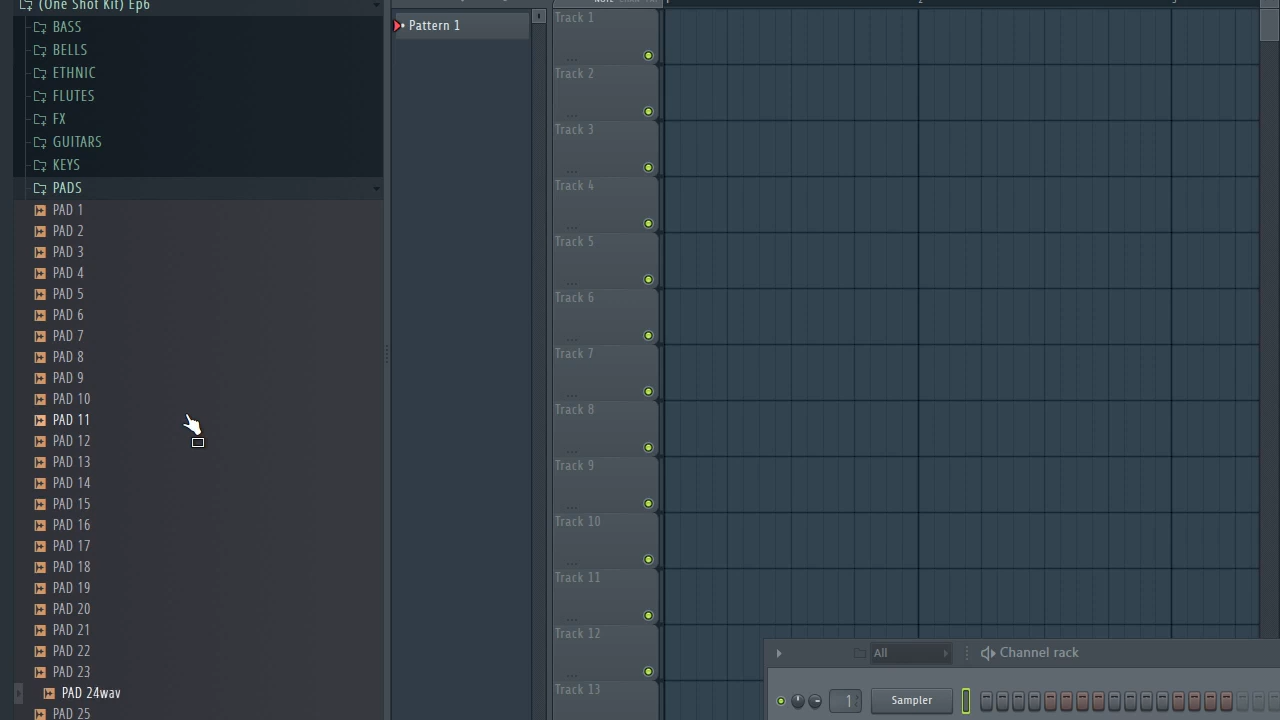 (One Shot Kit) Ep6
BASS
BELLS
ETHNIC
FLUTES
FX
GUITARS
KEYS
PADS
PAD 1
PAD 2
PAD 3
PAD 4
PAD 5
PAD 6
PAD 7
PAD 8
PAD 9
PAD 10
PAD 11
PAD 12
PAD 13
PAD 14
PAD 15
PAD 16
PAD 17
PAD 18
PAD 19
PAD 20
PAD 21
PAD 22
PAD 23
PAD 24wav
PAD 25
Pattern 1
Track 1
Track 2
Track 3
Track 4
Track 5
Track 6
Track 7
Track 8
Track 9
Track 10
Track 11
Track 12
Track 13
All
Channel rack
1
Sampler